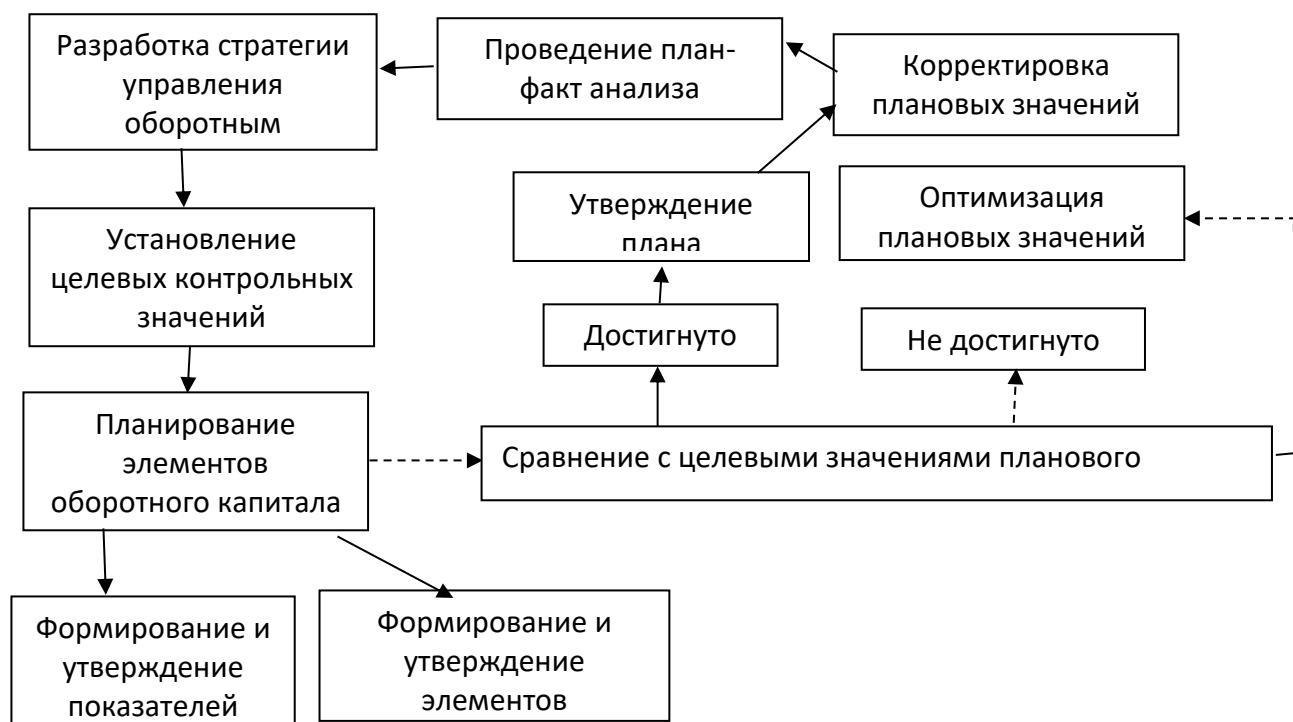 Разработка стратегии
управления
оборотным
Проведение план-
факт анализа
Корректировка
плановых значений
Утверждение
плана
Оптимизация
плановых значений
Установление
целевых контрольных
значений
Достигнуто
Не достигнуто
Планирование
элементов
оборотного капитала
Сравнение с целевыми значениями планового
Формирование и
утверждение
показателей
Формирование и
утверждение
элементов